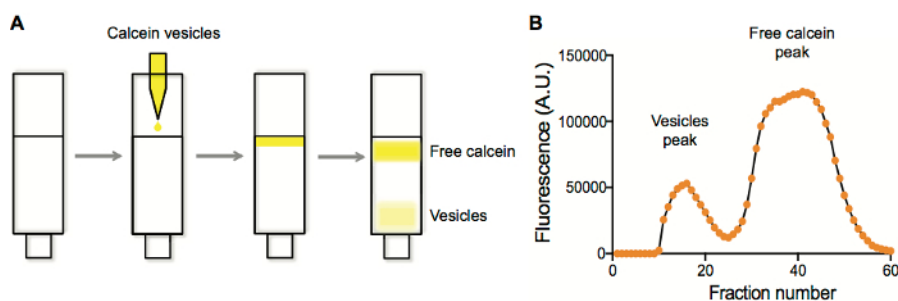 A
Calcein vesicles
Free calcein
Vesicles
B
Free calcein
peak
Vesicles
peak
Fluorescence (A.U.)
150000
100000
50000
0
0
20
40
60
Fraction number